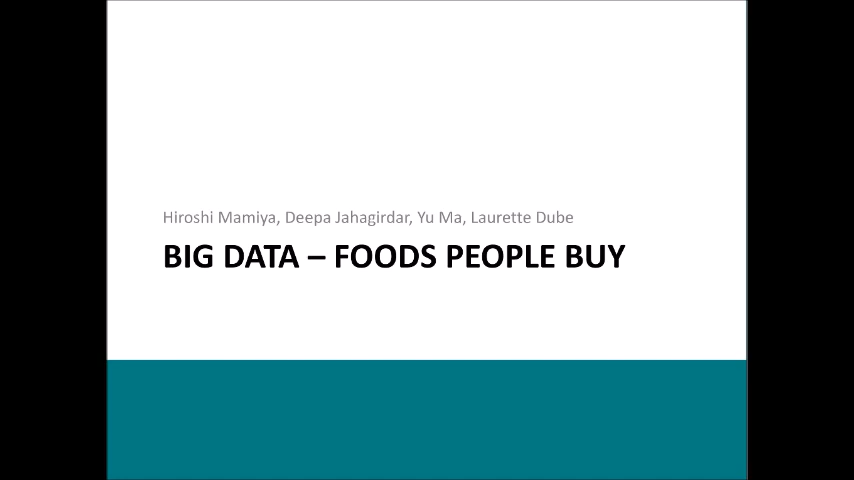 Hiroshi Mamiya, Deepa Jahagirdar, Yu Ma, Laurette Dube
BIG DATA – FOODS PEOPLE BUY